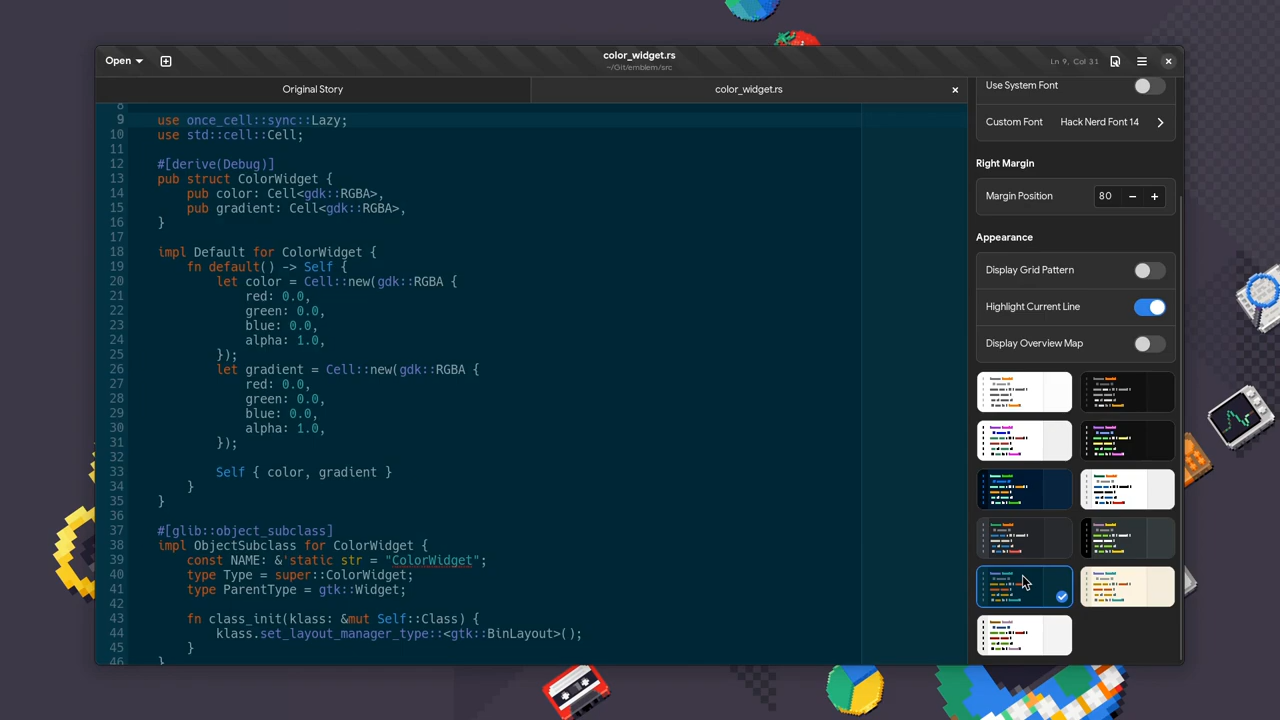 Open
color_widget.rs
~/Git/emblem/src
Ln 9, Col 31
Original Story
color_widget.rs
8
9 use once_cell::sync::Lazy;
10 use std::cell::Cell;
11
12 #[derive(Debug)]
13 pub struct ColorWidget {
14 pub color: Cell<gdk::RGBA>,
15 pub gradient: Cell<gdk::RGBA>,
16 }
17
18 impl Default for ColorWidget {
19 fn default() -> Self {
20 let color = Cell::new(gdk::RGBA {
21 red: 0.0,
22 green: 0.0,
23 blue: 0.0,
24 alpha: 1.0,
25 });
26 let gradient = Cell::new(gdk::RGBA {
27 red: 0.0,
28 green: 0.0,
29 blue: 0.0,
30 alpha: 1.0,
31 });
32
33 Self { color, gradient }
34 }
35 }
36
37 #[glib::object_subclass]
38 impl ObjectSubclass for ColorWidget {
39 const NAME: &'static str = "ColorWidget";
40 type Type = super::ColorWidget;
41 type ParentType = gtk::Widget;
42
43 fn class_init(klass: &mut Self::Class) {
44 klass.set_layout_manager_type::<gtk::BinLayout>();
45 }
46 }
Use System Font
Custom Font Hack Nerd Font 14
Right Margin
Margin Position 80
Appearance
Display Grid Pattern
Highlight Current Line
Display Overview Map